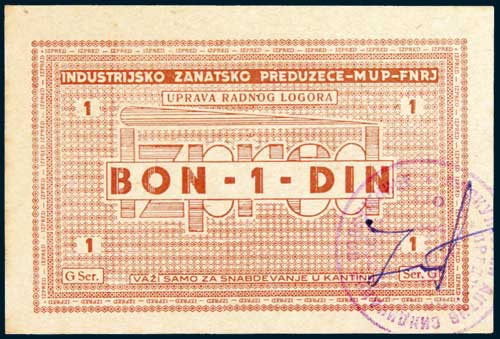 INDUSTRIJSKO ZANATSKO PREDUZECE-MUP-FNRJ
1 UPRAVA RADNOG LOGORA 1
Izpred
BON - 1 - DIN
1 1
G Ser. Ser. G
VAŽI SAMO ZA SNABDEVANJE U KANTINI